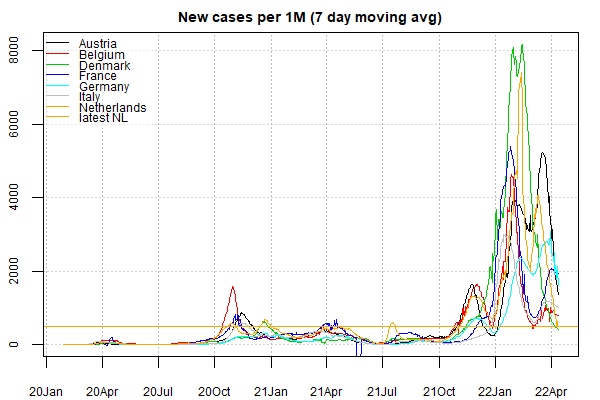 New cases per 1M (7 day moving avg)
8000
6000
4000
2000
0
Austria
Belgium
Denmark
France
Germany
Italy
Netherlands
latest NL
20Jan 20Apr 20Jul 20Oct 21Jan 21Apr 21Jul 21Oct 22Jan 22Apr